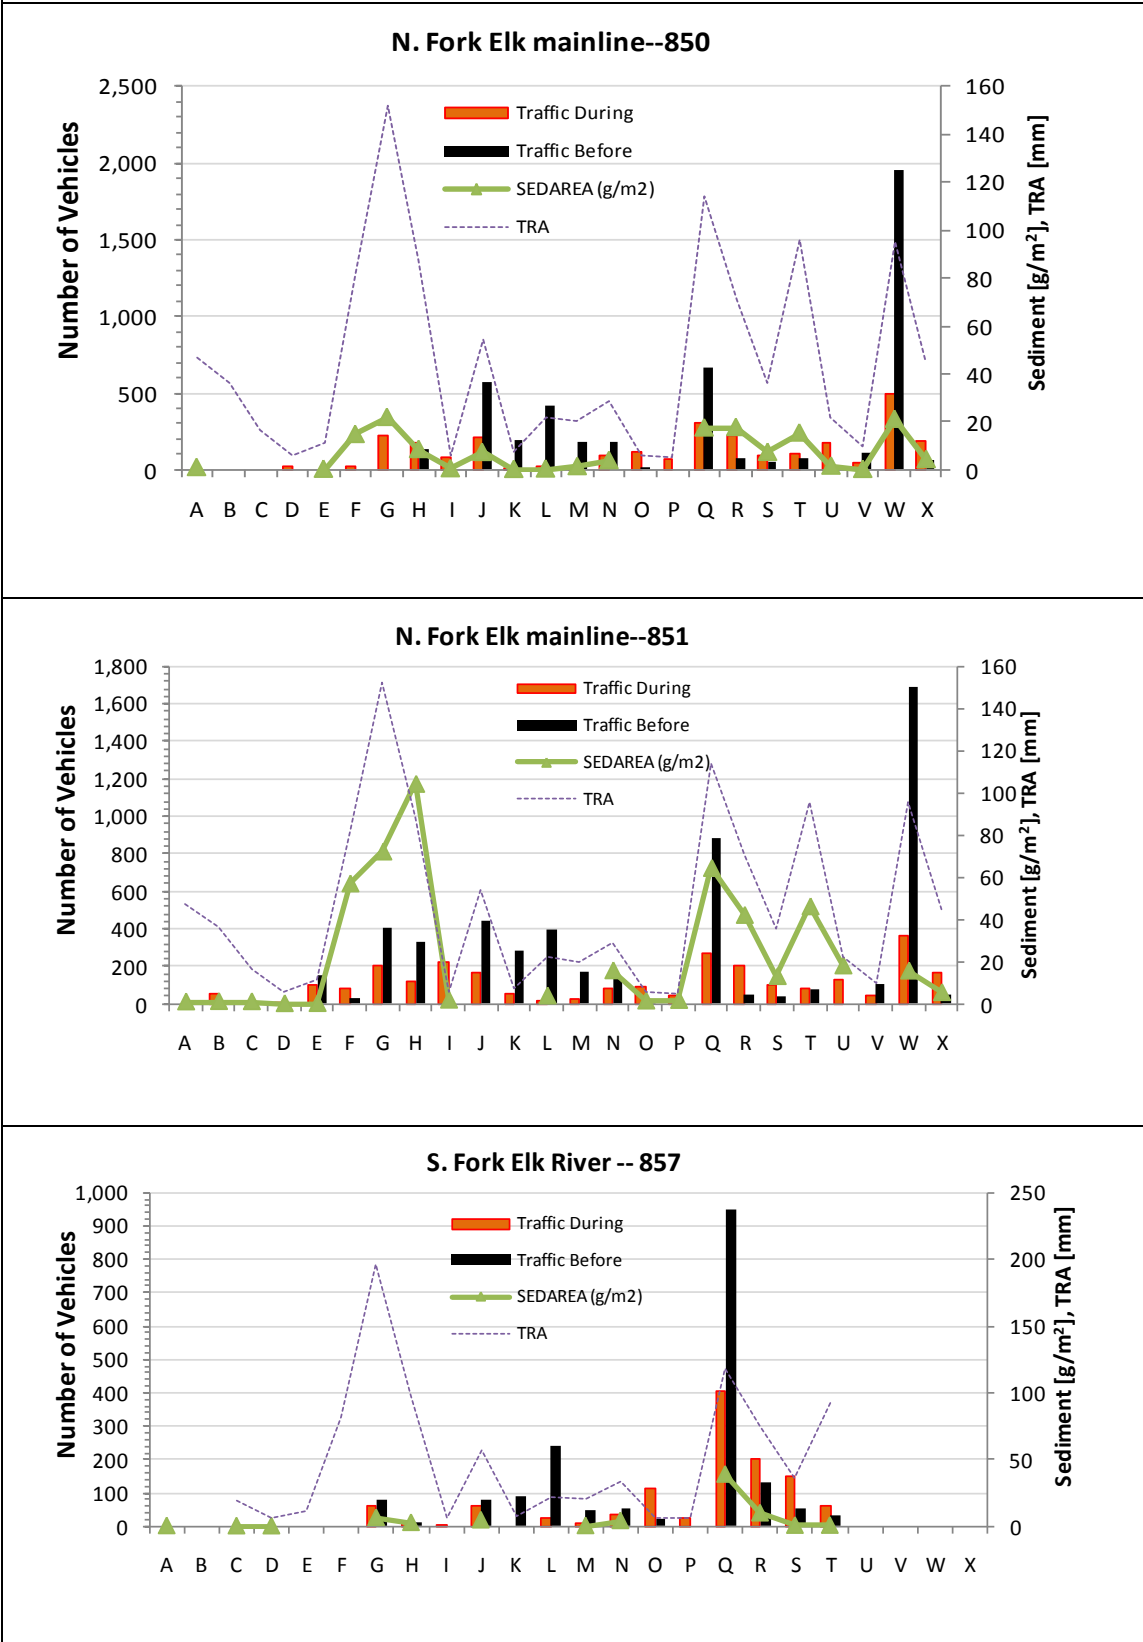 N. Fork Elk mainline--850
2,500
2,000
1,500
1,000
500
0
Number of Vehicles
Traffic During
Traffic Before
SEDAREA (g/m2)
TRA
160
140
120
100
80
60
40
20
0
Sediment [g/m²], TRA [mm]
A B C D E F G H I J K L M N O P Q R S T U V W X
N. Fork Elk mainline--851
1,800
1,600
1,400
1,200
1,000
800
600
400
200
0
Number of Vehicles
Traffic During
Traffic Before
SEDAREA (g/m2)
TRA
160
140
120
100
80
60
40
20
0
Sediment [g/m²], TRA [mm]
A B C D E F G H I J K L M N O P Q R S T U V W X
S. Fork Elk River -- 857
1,000
900
800
700
600
500
400
300
200
100
0
Number of Vehicles
Traffic During
Traffic Before
SEDAREA (g/m2)
TRA
250
200
150
100
50
0
Sediment [g/m²], TRA [mm]
A B C D E F G H I J K L M N O P Q R S T U V W X